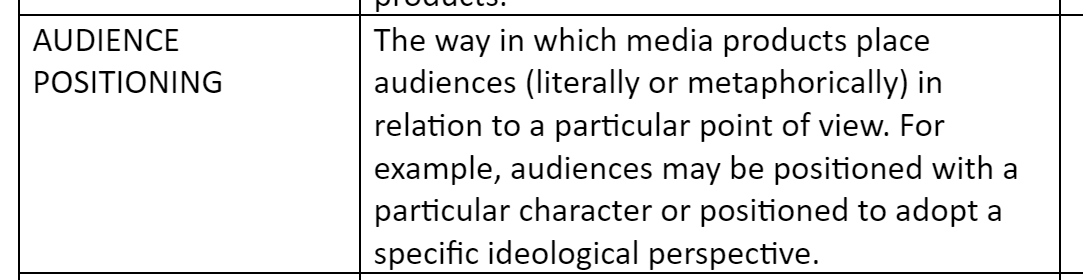 products.
AUDIENCE
POSITIONING
The way in which media products place
audiences (literally or metaphorically) in
relation to a particular point of view. For
example, audiences may be positioned with a
particular character or positioned to adopt a
specific ideological perspective.